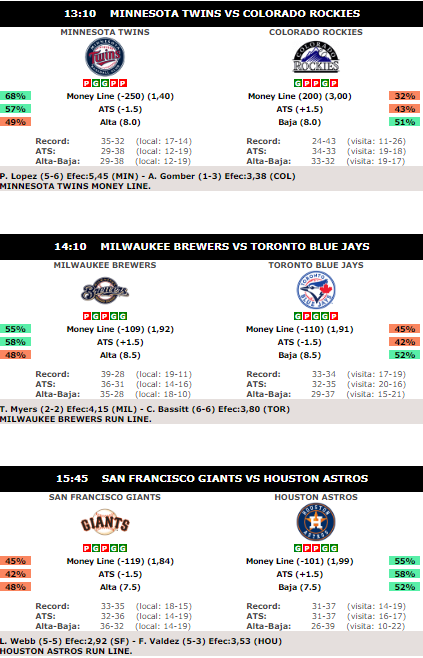 13:10 MINNESOTA TWINS VS COLORADO ROCKIES
MINNESOTA TWINS COLORADO ROCKIES
Twins COLORADO ROCKIES
P G G P P G P P G P
68% Money Line (-250) (1,40) Money Line (200) (3,00) 32%
57% ATS (-1.5) ATS (+1.5) 43%
49% Alta (8.0) Baja (8.0) 51%
Record: 35-32 (local: 17-14) Record: 24-43 (visita: 11-26)
ATS: 29-38 (local: 12-19) ATS: 34-33 (visita: 19-18)
Alta-Baja: 29-38 (local: 12-19) Alta-Baja: 33-32 (visita: 19-17)
P. Lopez (5-6) Efec:5,45 (MIN) - A. Gomber (1-3) Efec:3,38 (COL)
MINNESOTA TWINS MONEY LINE.
14:10 MILWAUKEE BREWERS VS TORONTO BLUE JAYS
MILWAUKEE BREWERS TORONTO BLUE JAYS
Brewers TORONTO BLUE JAYS
P G P G G G P G G P
55% Money Line (-109) (1,92) Money Line (-110) (1,91) 45%
58% ATS (+1.5) ATS (-1.5) 42%
48% Alta (8.5) Baja (8.5) 52%
Record: 39-28 (local: 19-11) Record: 33-34 (visita: 17-19)
ATS: 36-31 (local: 14-16) ATS: 32-35 (visita: 20-16)
Alta-Baja: 35-28 (local: 18-10) Alta-Baja: 29-37 (visita: 15-21)
T. Myers (2-2) Efec:4,15 (MIL) - C. Bassitt (6-6) Efec:3,80 (TOR)
MILWAUKEE BREWERS RUN LINE.
15:45 SAN FRANCISCO GIANTS VS HOUSTON ASTROS
SAN FRANCISCO GIANTS HOUSTON ASTROS
GIANTS HOUSTON ASTROS
P G P G G G P P G G
45% Money Line (-119) (1,84) Money Line (-101) (1,99) 55%
42% ATS (-1.5) ATS (+1.5) 58%
48% Alta (7.5) Baja (7.5) 52%
Record: 33-35 (local: 18-15) Record: 31-37 (visita: 14-19)
ATS: 32-36 (local: 14-19) ATS: 31-37 (visita: 16-17)
Alta-Baja: 36-32 (local: 14-19) Alta-Baja: 26-39 (visita: 10-22)
L. Webb (5-5) Efec:2,92 (SF) - F. Valdez (5-3) Efec:3,53 (HOU)
HOUSTON ASTROS RUN LINE.